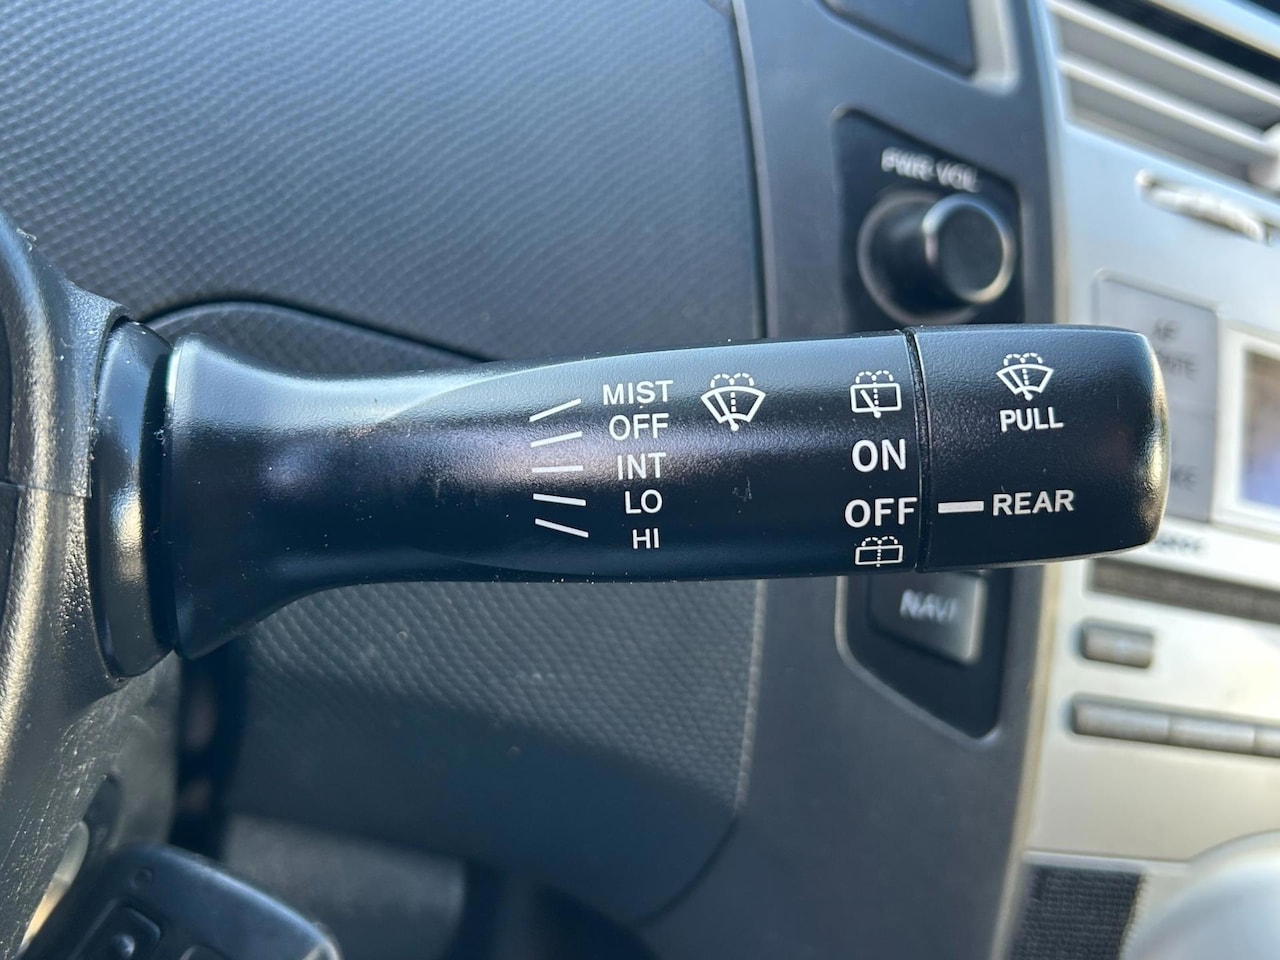 PWR·VOL
MIST
OFF
INT
LO
HI
ON
OFF
PULL
REAR
NAVI